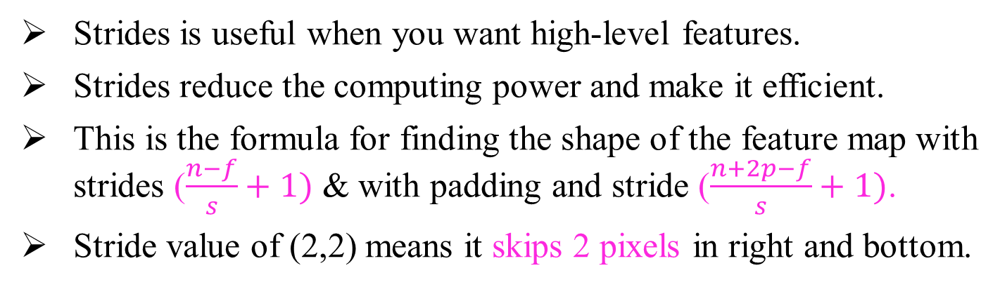 ➢ Strides is useful when you want high-level features.
➢ Strides reduce the computing power and make it efficient.
➢ This is the formula for finding the shape of the feature map with
strides (\frac{n-f}{s} + 1) & with padding and stride (\frac{n+2p-f}{s} + 1).
➢ Stride value of (2,2) means it skips 2 pixels in right and bottom.